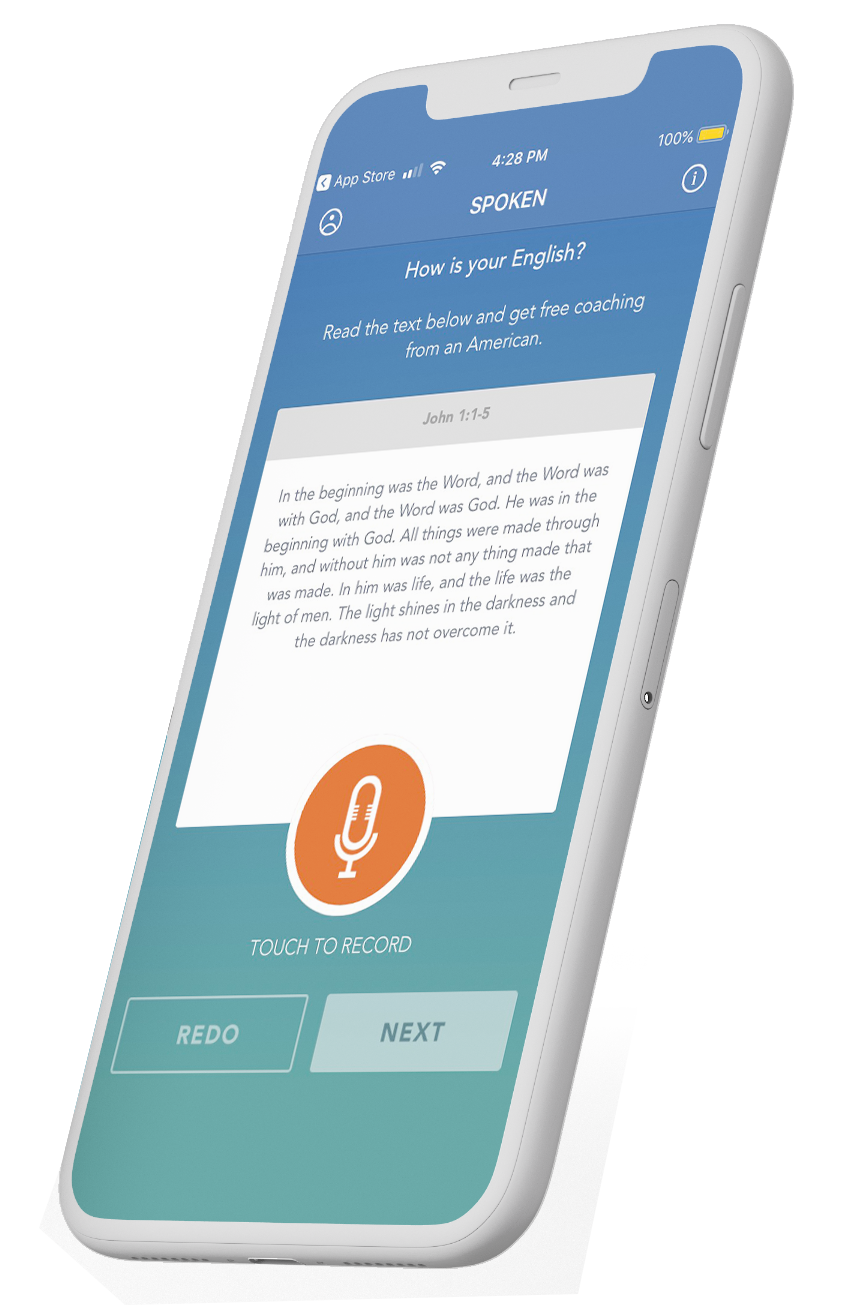 App Store
4:28 PM
100%
SPOKEN
How is your English?
Read the text below and get free coaching
from an American.
John 1:1-5
In the beginning was the Word, and the Word was
with God, and the Word was God. He was in the
beginning with God. All things were made through
him, and without him was not any thing made that
was made. In him was life, and the life was the
light of men. The light shines in the darkness and
the darkness has not overcome it.
TOUCH TO RECORD
REDO
NEXT